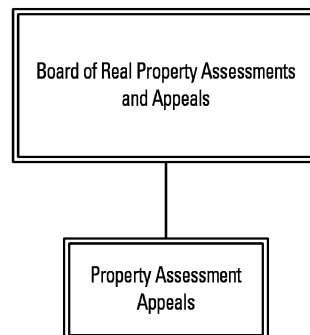 Board of Real Property Assessments
and Appeals
Property Assessment
Appeals